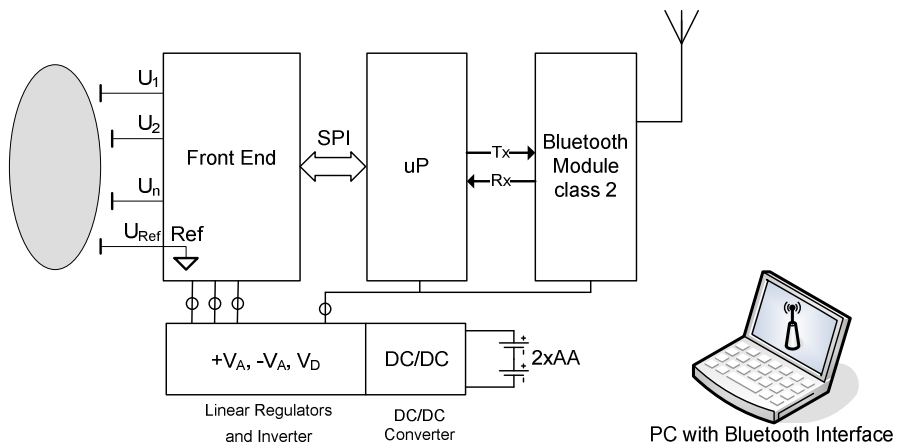 U1
U2
Un
URef
Ref
Front End
SPI
uP
Tx
Rx
Bluetooth
Module
class 2
+VA, -VA, VD
DC/DC
+
-
+
-
2xAA
Linear Regulators
and Inverter
DC/DC
Converter
PC with Bluetooth Interface